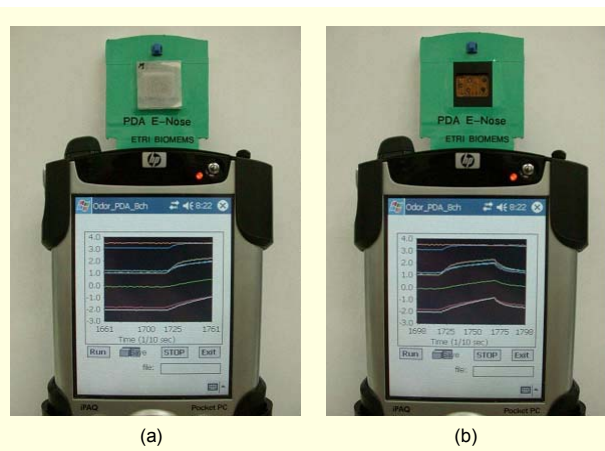 PDA E-Nose
ETRI BIOMEMS
hp
Odor_PDA_8ch 8:22
4.0
3.0
2.0
1.0
0.0
-1.0
-2.0
-3.0
1661 1700 1725 1761
Time (1/10 sec)
Run STOP Exit
file:
iPAQ Pocket PC
(a)
PDA E-Nose
ETRI BIOMEMS
hp
Odor_PDA_8ch 8:22
4.0
3.0
2.0
1.0
0.0
-1.0
-2.0
-3.0
1698 1725 1750 1775 1798
Time (1/10 sec)
Run STOP Exit
file:
iPAQ Pocket PC
(b)